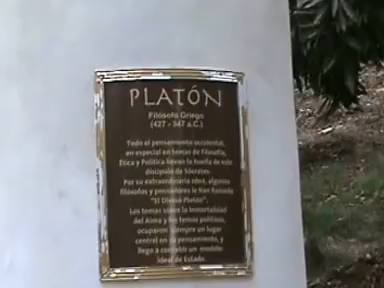 PLATÓN
Filósofo Griego
(427 - 347 a.C.)
Todo el pensamiento occidental,
en especial en temas de Filosofía,
Ética y Política llevan la huella de este
discípulo de Sócrates.
Por su extraordinaria obra, algunos
filósofos y pensadores le han llamado
"El Divino Platón".
Los temas sobre la Inmortalidad
del Alma y los temas políticos,
ocuparon siempre un lugar
central en su pensamiento, y
llegó a concebir un modelo
ideal de Estado.